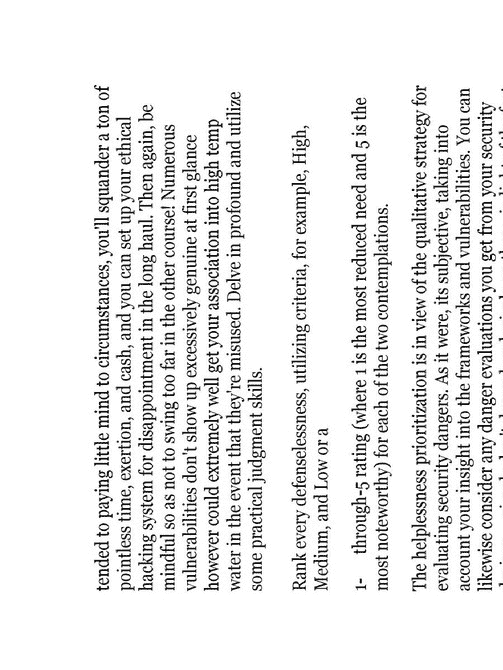 tended to paying little mind to circumstances, you'll squander a ton of
pointless time, exertion, and cash, and you can set up your ethical
hacking system for disappointment in the long haul. Then again, be
mindful so as not to swing too far in the other course! Numerous
vulnerabilities don't show up excessively genuine at first glance
however could extremely well get your association into high temp
water in the event that they're misused. Delve in profound and utilize
some practical judgment skills.
Rank every defenselessness, utilizing criteria, for example, High,
Medium, and Low or a
1- through-5 rating (where 1 is the most reduced need and 5 is the
most noteworthy) for each of the two contemplations.
The helplessness prioritization is in view of the qualitative strategy for
evaluating security dangers. As it were, its subjective, taking into
account your insight into the frameworks and vulnerabilities. You can
likewise consider any danger evaluations you get from your security